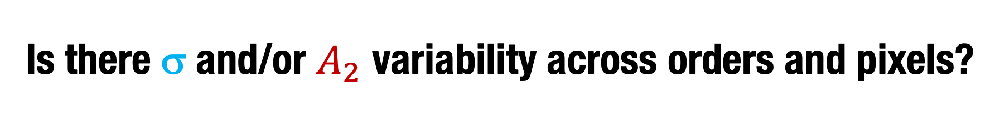 Is there σ and/or A₂ variability across orders and pixels?